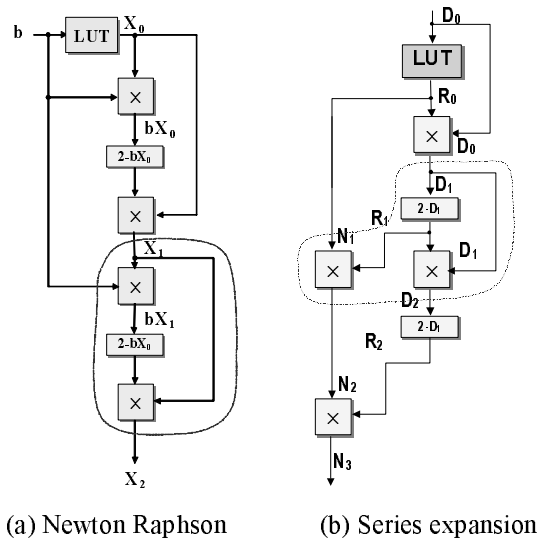 b
LUT
X0
×
bX0
2-bX0
×
X1
×
bX1
2-bX0
×
X2
(a) Newton Raphson
D0
LUT
R0
×
D0
D1
2-D1
R1
N1
D1
×
×
D2
2-D1
R2
N2
×
N3
(b) Series expansion